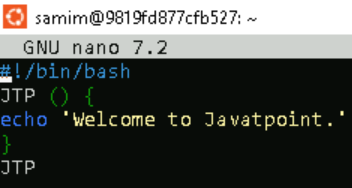 samim@9819fd877cfb527: ~
GNU nano 7.2
#!/bin/bash
JTP () {
echo 'Welcome to Javatpoint.'
}
JTP